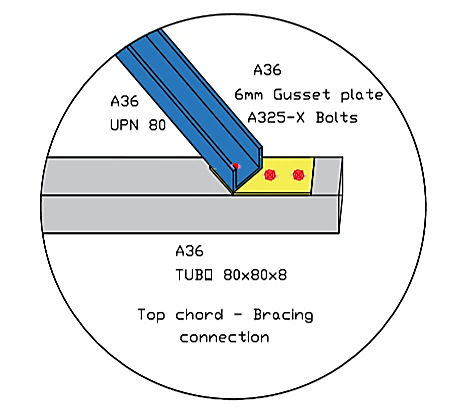 A36
6mm Gusset plate
A325-X Bolts
A36
UPN 80
A36
TUBO 80x80x8
Top chord - Bracing
connection